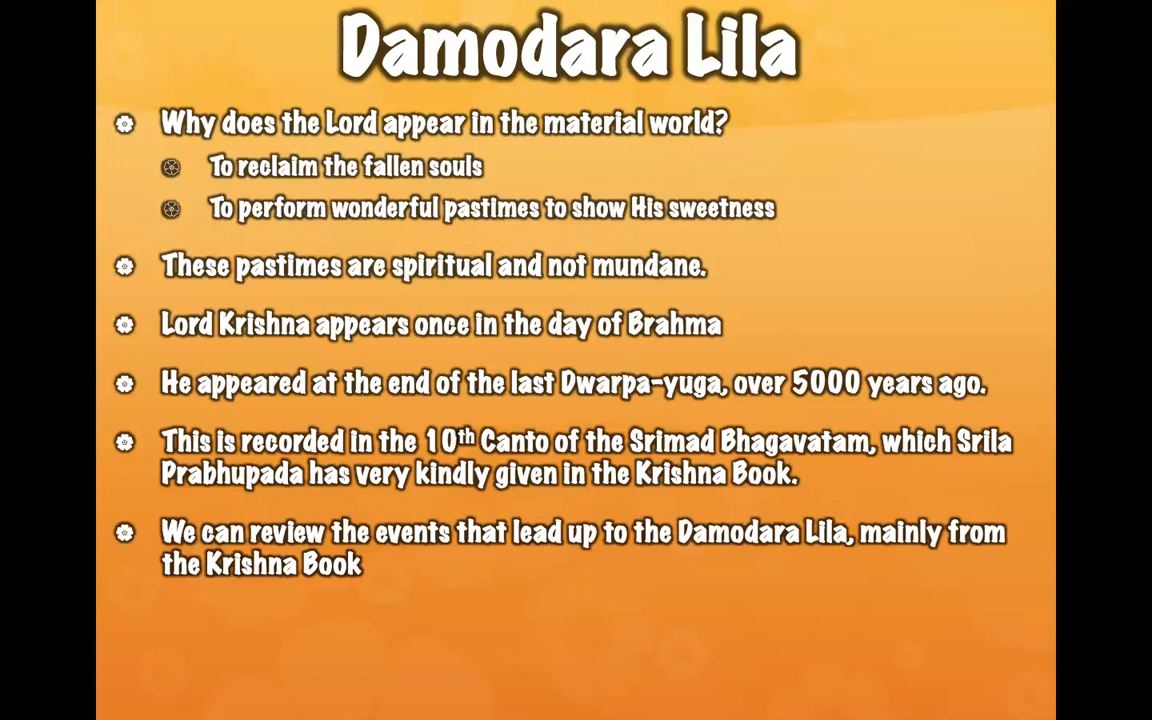 Damodara Lila
Why does the Lord appear in the material world?
To reclaim the fallen souls
To perform wonderful pastimes to show His sweetness
These pastimes are spiritual and not mundane.
Lord Krishna appears once in the day of Brahma
He appeared at the end of the last Dwarpa-yuga, over 5000 years ago.
This is recorded in the 10th Canto of the Srimad Bhagavatam, which Srila
Prabhupada has very kindly given in the Krishna Book.
We can review the events that lead up to the Damodara Lila, mainly from
the Krishna Book